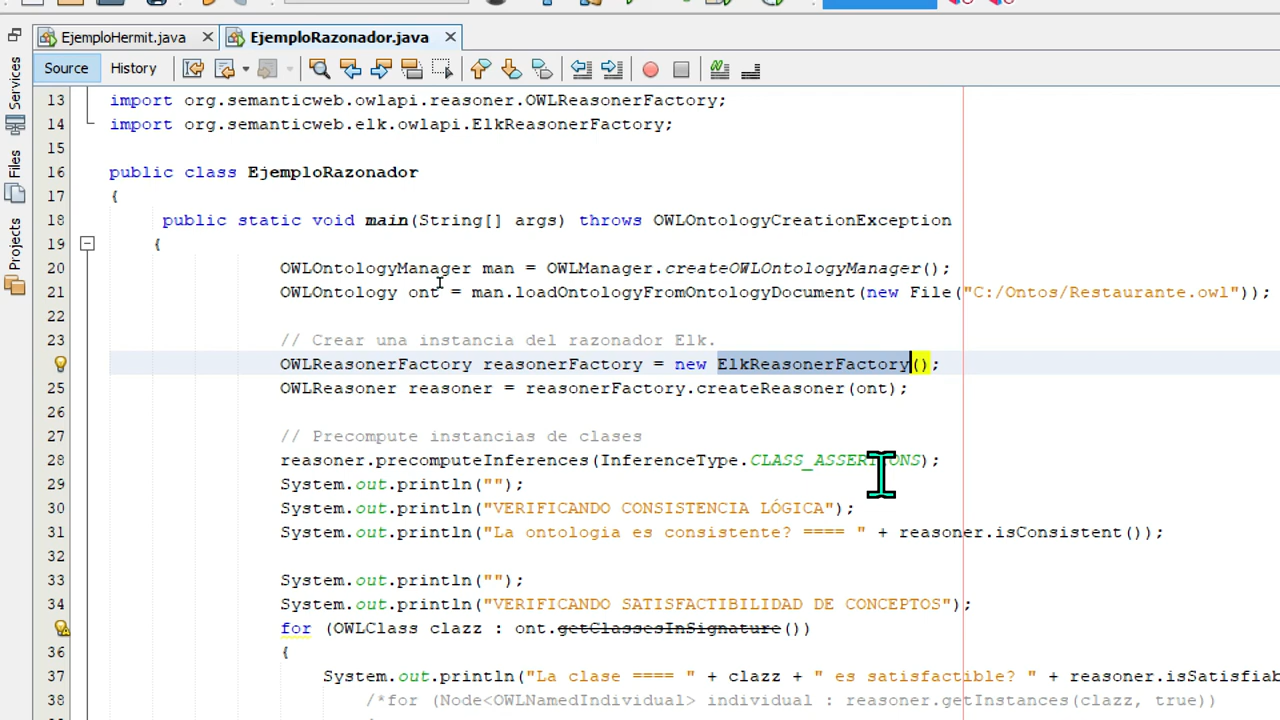 EjemploHermit.java
EjemploRazonador.java
Source
History
Services
Files
Projects
13 import org.semanticweb.owlapi.reasoner.OWLReasonerFactory;
14 import org.semanticweb.elk.owlapi.ElkReasonerFactory;
15
16 public class EjemploRazonador
17 {
18 public static void main(String[] args) throws OWLOntologyCreationException
19 {
20 OWLOntologyManager man = OWLManager.createOWLOntologyManager();
21 OWLOntology ont = man.loadOntologyFromOntologyDocument(new File("C:/Ontos/Restaurante.owl"));
22
23 // Crear una instancia del razonador Elk.
OWLReasonerFactory reasonerFactory = new ElkReasonerFactory();
25 OWLReasoner reasoner = reasonerFactory.createReasoner(ont);
26
27 // Precompute instancias de clases
28 reasoner.precomputeInferences(InferenceType.CLASS_ASSERTIONS);
29 System.out.println("");
30 System.out.println("VERIFICANDO CONSISTENCIA LÓGICA");
31 System.out.println("La ontologia es consistente? ==== " + reasoner.isConsistent());
32
33 System.out.println("");
34 System.out.println("VERIFICANDO SATISFACTIBILIDAD DE CONCEPTOS");
for (OWLClass clazz : ont.getClassesInSignature())
36 {
37 System.out.println("La clase ==== " + clazz + " es satisfactible? " + reasoner.isSatisfiab
38 /*for (Node<OWLNamedIndividual> individual : reasoner.getInstances(clazz, true))